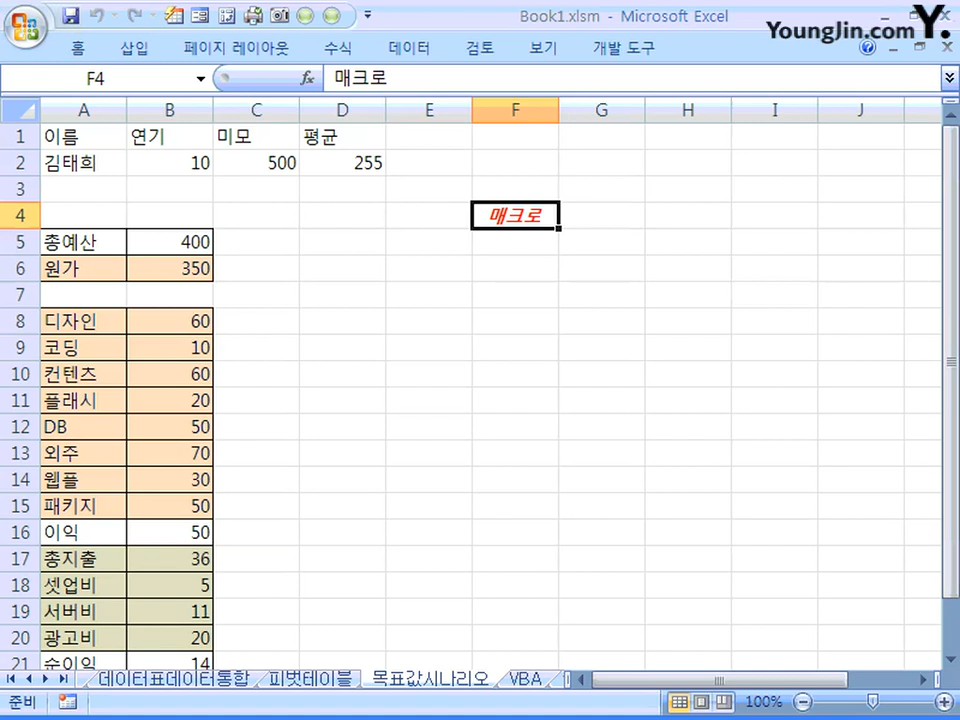 Book1.xlsm - Microsoft Excel
YoungJin.com Y.
홈 삽입 페이지 레이아웃 수식 데이터 검토 보기 개발 도구
F4 fx 매크로
A B C D E F G H I J
1 이름 연기 미모 평균
2 김태희 10 500 255
3
4 매크로
5 총예산 400
6 원가 350
7
8 디자인 60
9 코딩 10
10 컨텐츠 60
11 플래시 20
12 DB 50
13 외주 70
14 웹플 30
15 패키지 50
16 이익 50
17 총지출 36
18 셋업비 5
19 서버비 11
20 광고비 20
21 순이익 14
데이터표데이터통합 피벗테이블 목표값시나리오 VBA
준비 100%